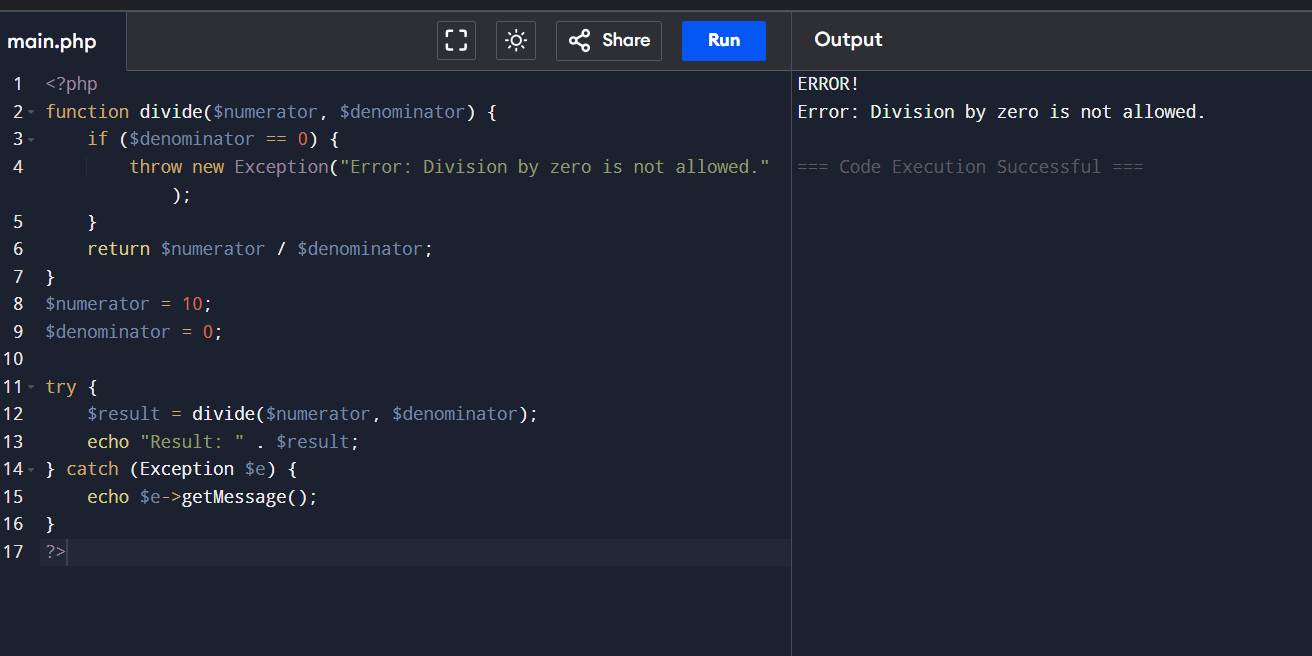 main.php
Share
Run
Output
1 <?php
2 function divide($numerator, $denominator) {
3     if ($denominator == 0) {
4         throw new Exception("Error: Division by zero is not allowed."
            );
5     }
6     return $numerator / $denominator;
7 }
8 $numerator = 10;
9 $denominator = 0;
10
11 try {
12     $result = divide($numerator, $denominator);
13     echo "Result: " . $result;
14 } catch (Exception $e) {
15     echo $e->getMessage();
16 }
17 ?>
ERROR!
Error: Division by zero is not allowed.
=== Code Execution Successful ===